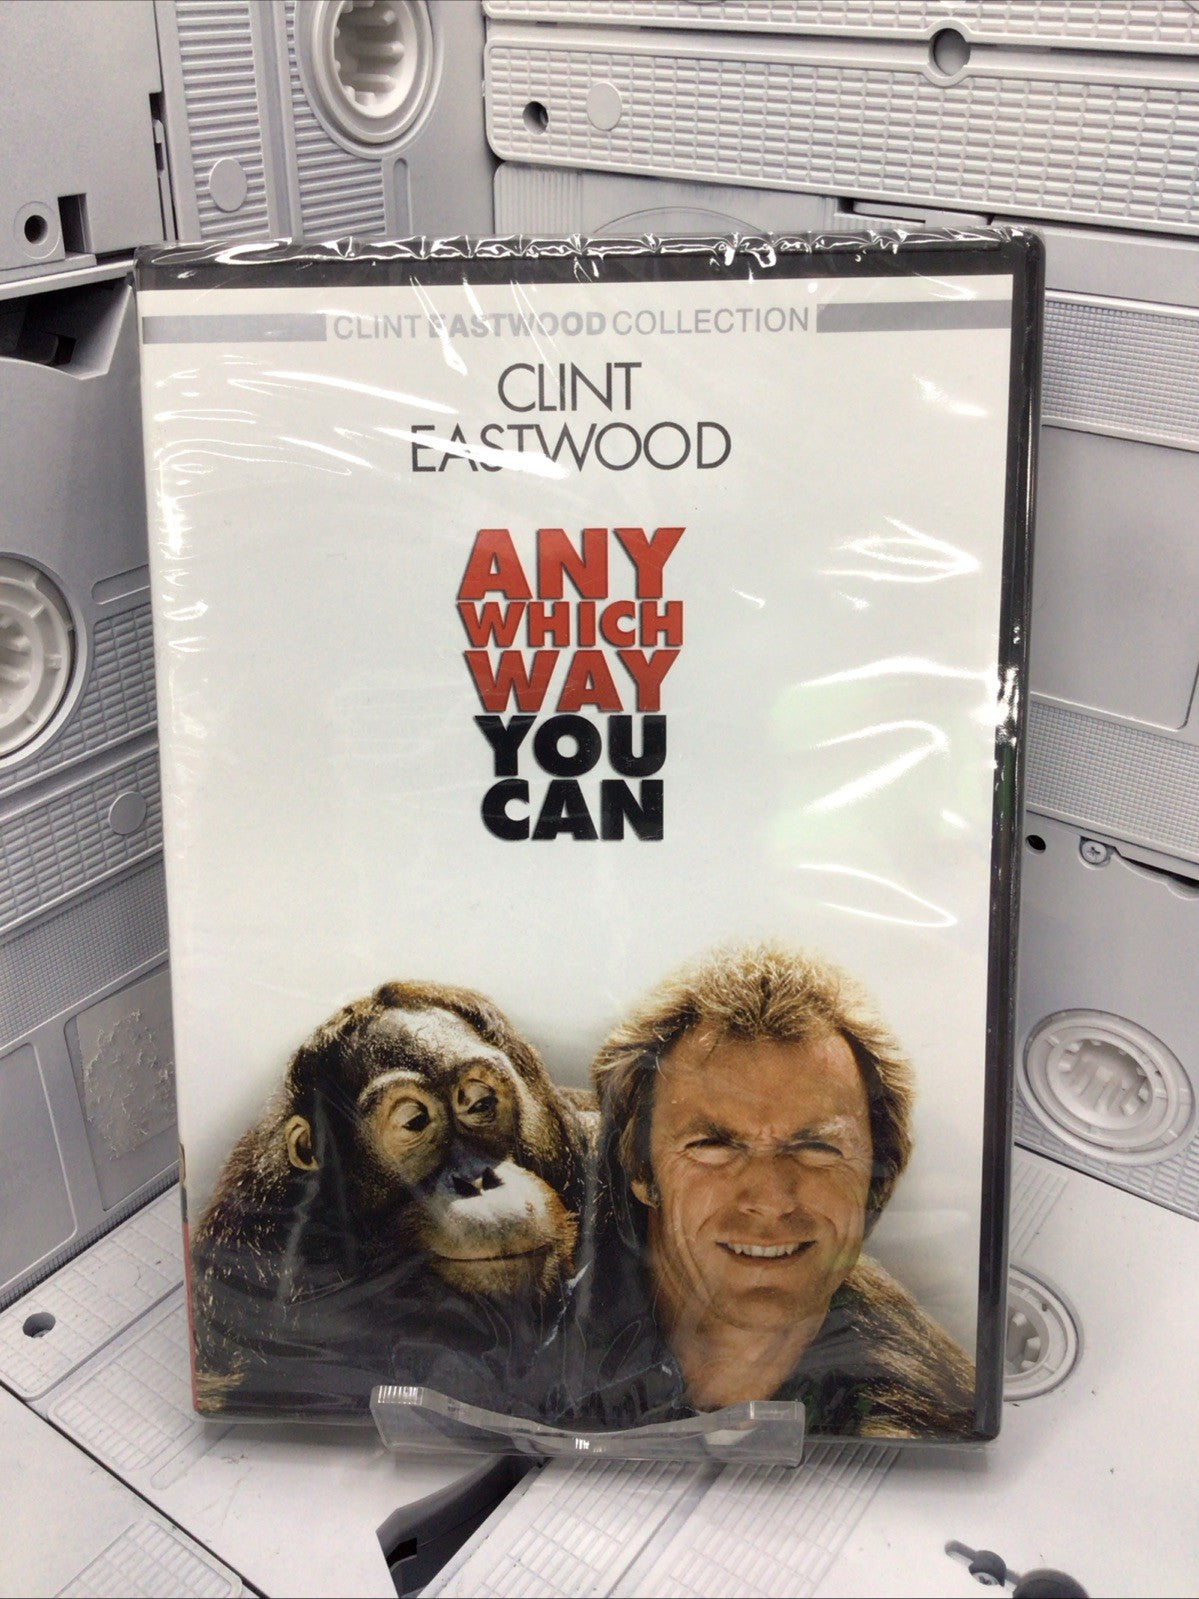 CLINT EASTWOOD COLLECTION
CLINT
EASTWOOD
ANY
WHICH
WAY
YOU
CAN